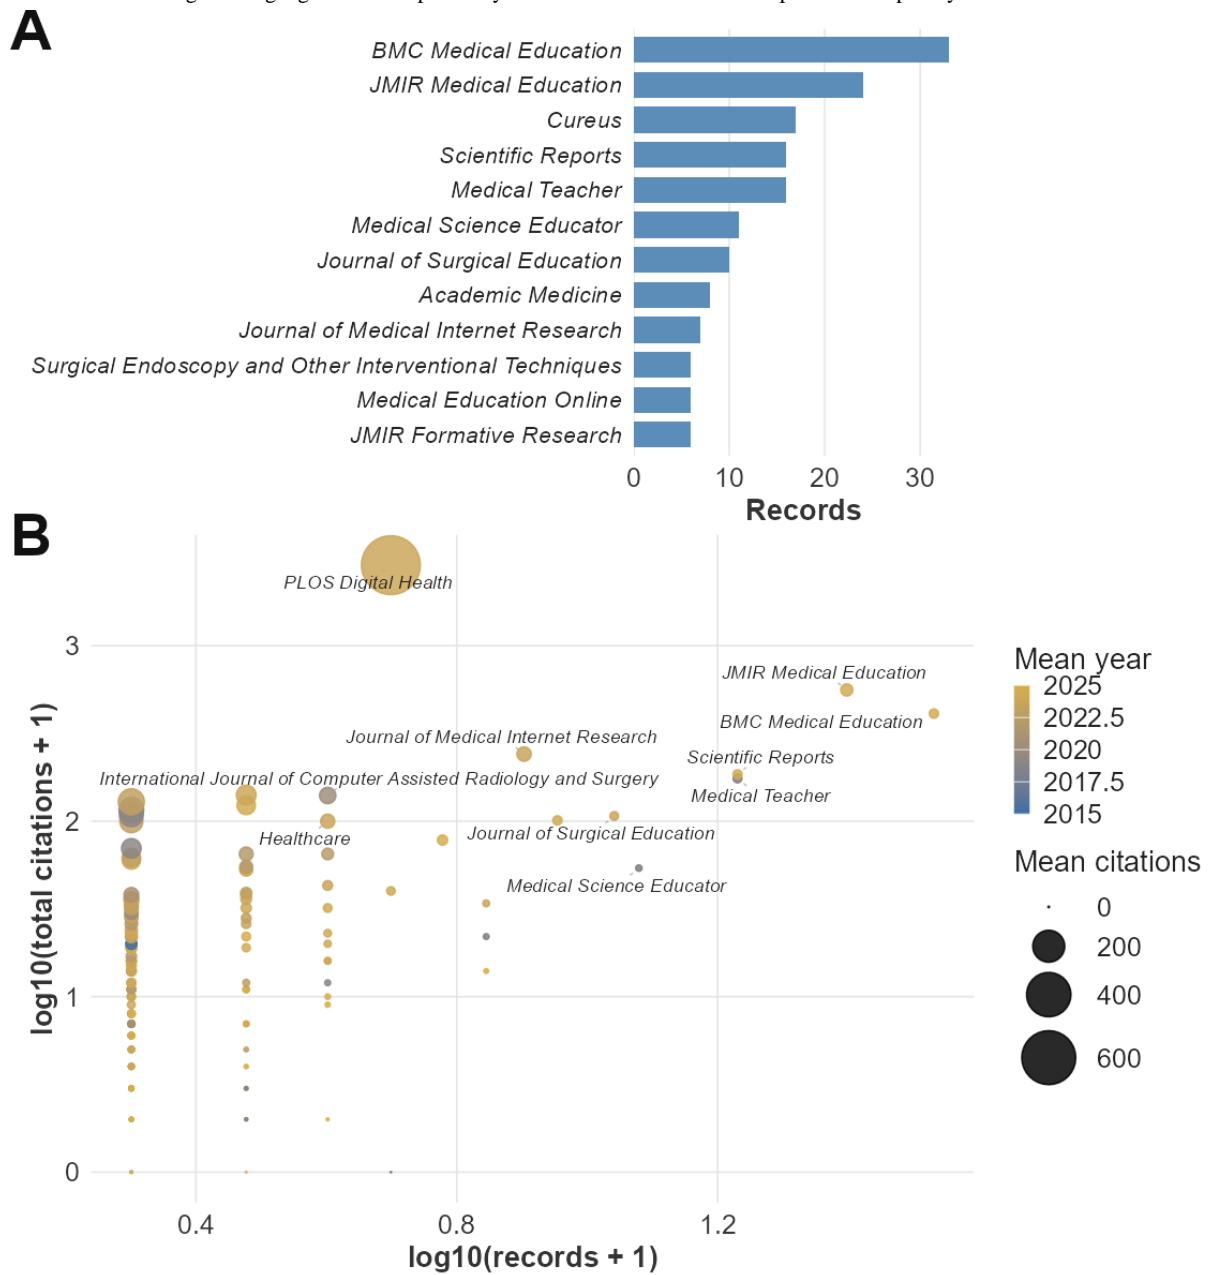 A
BMC Medical Education
JMIR Medical Education
Cureus
Scientific Reports
Medical Teacher
Medical Science Educator
Journal of Surgical Education
Academic Medicine
Journal of Medical Internet Research
Surgical Endoscopy and Other Interventional Techniques
Medical Education Online
JMIR Formative Research
0 10 20 30
Records
B
PLOS Digital Health
3
JMIR Medical Education
BMC Medical Education
Journal of Medical Internet Research
Scientific Reports
International Journal of Computer Assisted Radiology and Surgery
Medical Teacher
2
Healthcare
Journal of Surgical Education
Medical Science Educator
1
0
log10(total citations + 1)
0.4 0.8 1.2
log10(records + 1)
Mean year
2025
2022.5
2020
2017.5
2015
Mean citations
0
200
400
600